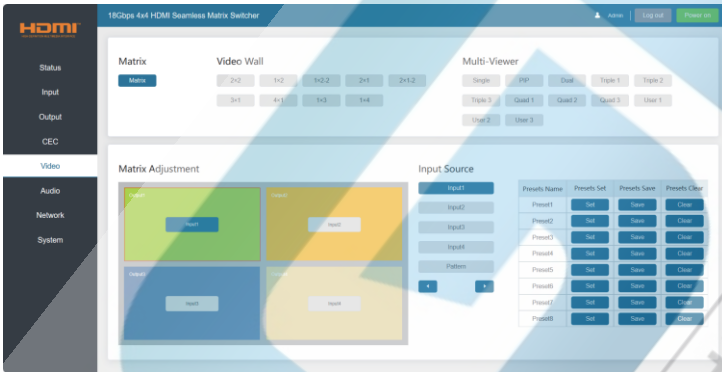 18Gbps 4x4 HDMI Seamless Matrix Switcher
Admin
Log out
Power on
HDMI
Status
Input
Output
CEC
Video
Audio
Network
System
Matrix
Matrix
Video Wall
2×2 1×2 1×2.2 2×1 2×1-2
3×1 4×1 1×3 1×4
Multi-Viewer
Single PIP Dual Triple 1 Triple 2
Triple 3 Quad 1 Quad 2 Quad 3 User 1
User 2 User 3
Matrix Adjustment
Output1
Input1
Output2
Input2
Output3
Input3
Output4
Input4
Input Source
Input1
Input2
Input3
Input4
Pattern
Presets Name Presets Set Presets Save Presets Clear
Preset1 Set Save Clear
Preset2 Set Save Clear
Preset3 Set Save Clear
Preset4 Set Save Clear
Preset5 Set Save Clear
Preset6 Set Save Clear
Preset7 Set Save Clear
Preset8 Set Save Clear